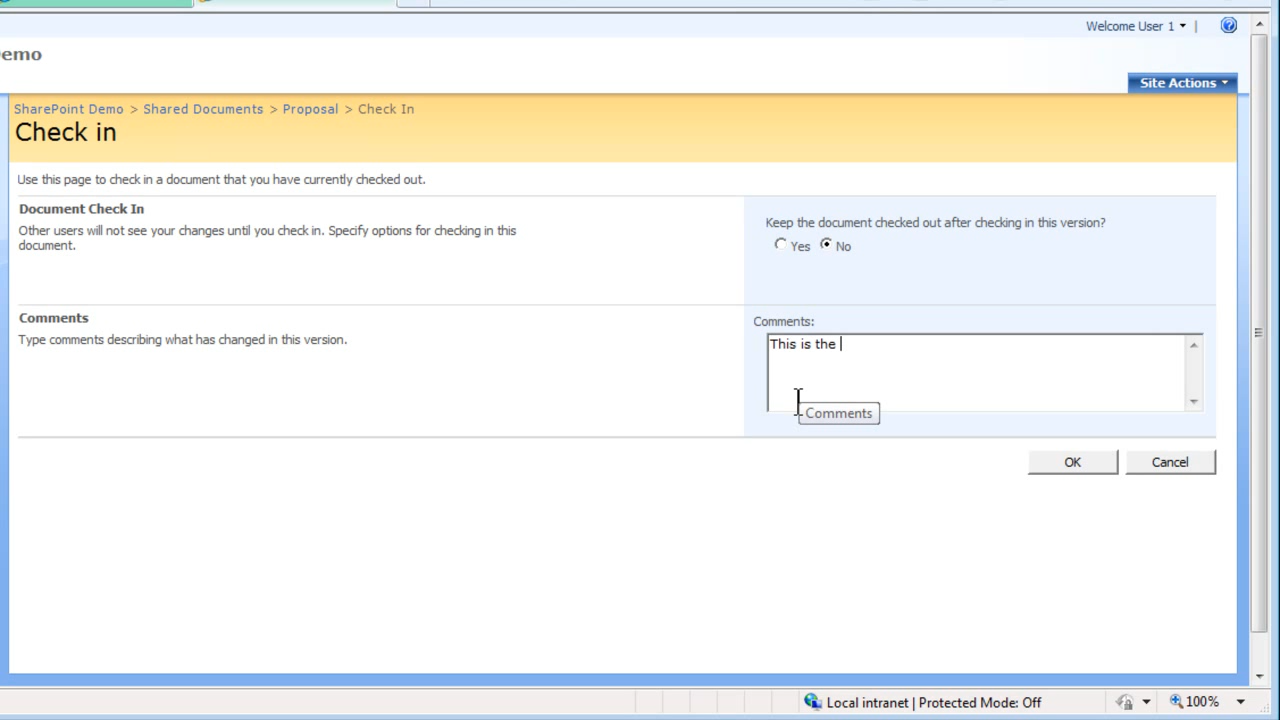 Welcome User 1
emo
Site Actions
SharePoint Demo > Shared Documents > Proposal > Check In
Check in
Use this page to check in a document that you have currently checked out.
Document Check In
Other users will not see your changes until you check in. Specify options for checking in this
document.
Keep the document checked out after checking in this version?
Yes No
Comments
Type comments describing what has changed in this version.
Comments:
This is the
Comments
OK Cancel
Local intranet | Protected Mode: Off
100%